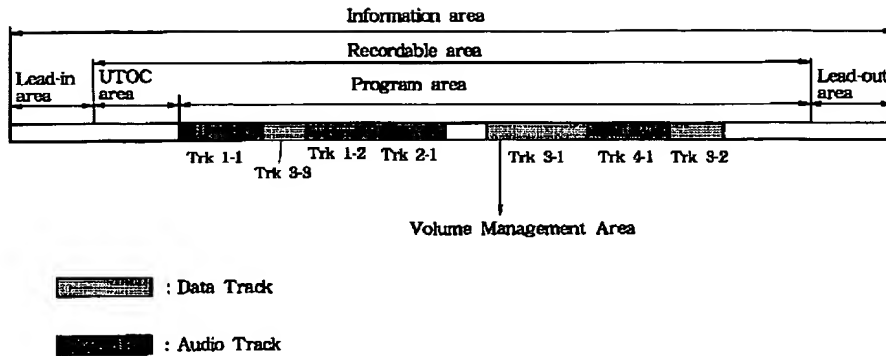 Information area
Recordable area
Lead-in area
UTOC area
Program area
Lead-out area
Trk 1-1
Trk 3-3
Trk 1-2
Trk 2-1
Trk 3-1
Trk 4-1
Trk 3-2
Volume Management Area
: Data Track
: Audio Track